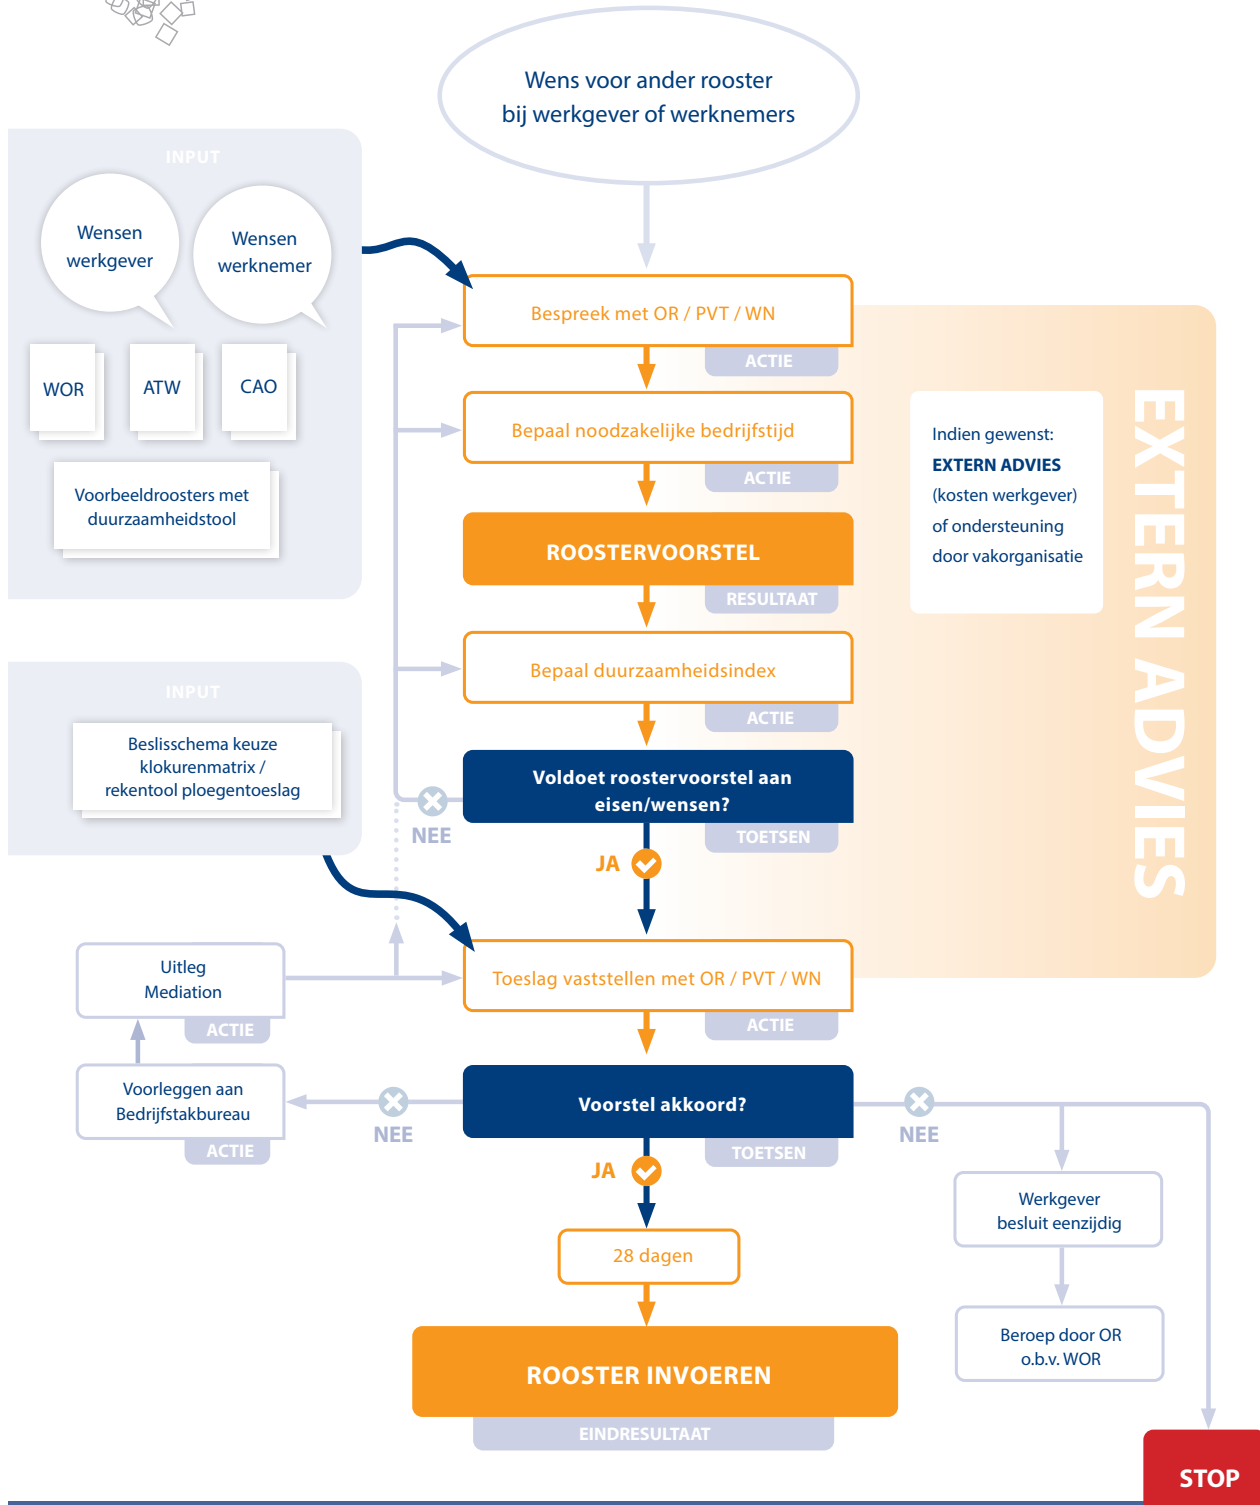 Wens voor ander rooster
bij werkgever of werknemers
INPUT
Wensen
werkgever
Wensen
werknemer
WOR
ATW
CAO
Voorbeeldroosters met
duurzaamheidstool
Bespreek met OR / PVT / WN
ACTIE
Bepaal noodzakelijke bedrijfstijd
ACTIE
ROOSTERVOORSTEL
RESULTAAT
Bepaal duurzaamheidsindex
ACTIE
Voldoet roostervoorstel aan
eisen/wensen?
TOETSEN
NEE
JA
Indien gewenst:
EXTERN ADVIES
(kosten werkgever)
of ondersteuning
door vakorganisatie
EXTERN ADVIES
INPUT
Beslisschema keuze
klokurenmatrix /
rekentool ploegentoeslag
Toeslag vaststellen met OR / PVT / WN
ACTIE
Uitleg
Mediation
ACTIE
Voorleggen aan
Bedrijfstakbureau
ACTIE
NEE
Voorstel akkoord?
TOETSEN
NEE
JA
28 dagen
Werkgever
besluit eenzijdig
Beroep door OR
o.b.v. WOR
ROOSTER INVOEREN
EINDRESULTAAT
STOP